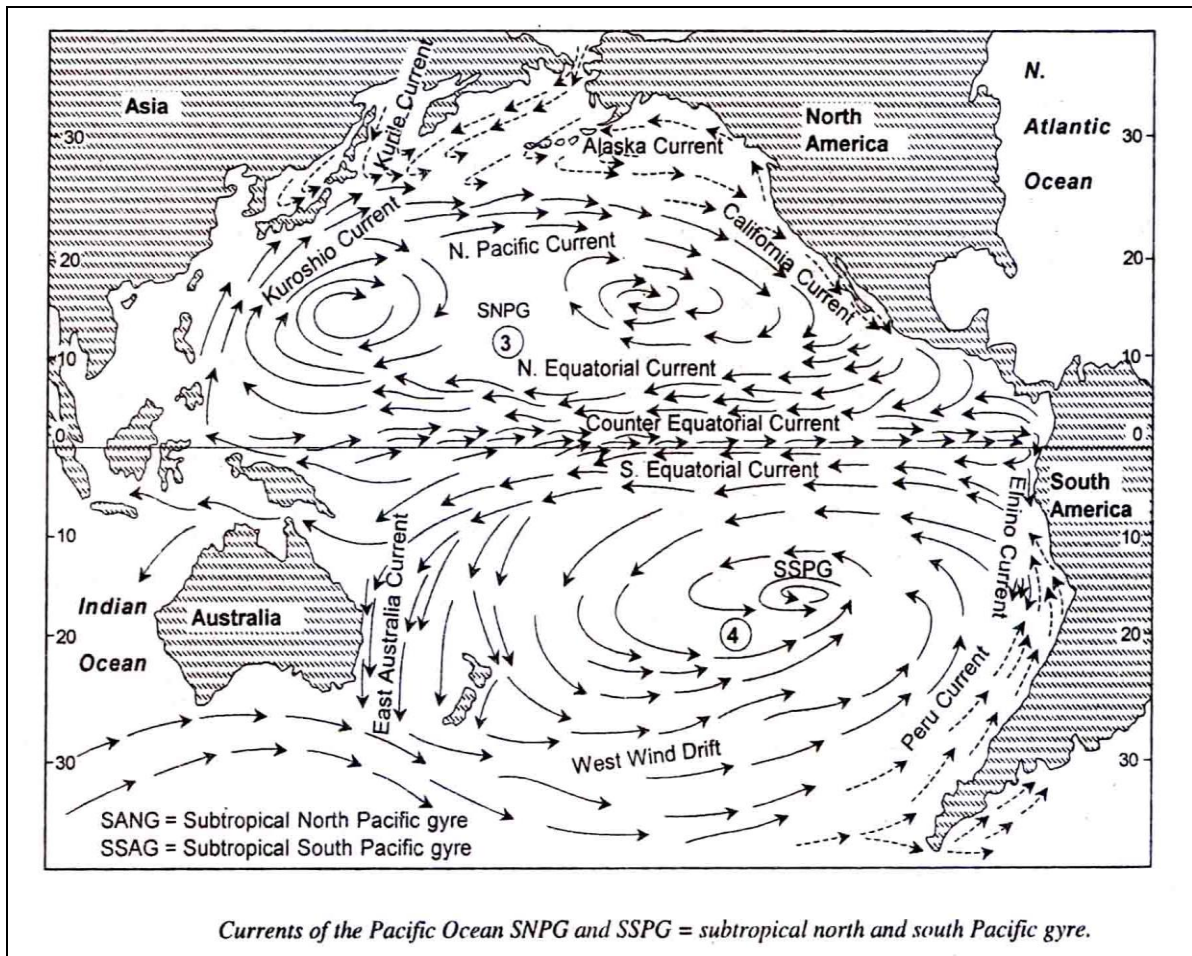 Asia
Kurile Current
North
America
N.
Atlantic
Ocean
30
30
Alaska Current
Kuroshio Current
N. Pacific Current
California Current
20
20
SNPG
3
10
N. Equatorial Current
10
Counter Equatorial Current
0
0
S. Equatorial Current
South
America
Elnino Current
10
10
East Australia Current
SSPG
Indian
Ocean
Australia
4
20
20
Peru Current
West Wind Drift
30
30
SANG = Subtropical North Pacific gyre
SSAG = Subtropical South Pacific gyre
Currents of the Pacific Ocean SNPG and SSPG = subtropical north and south Pacific gyre.